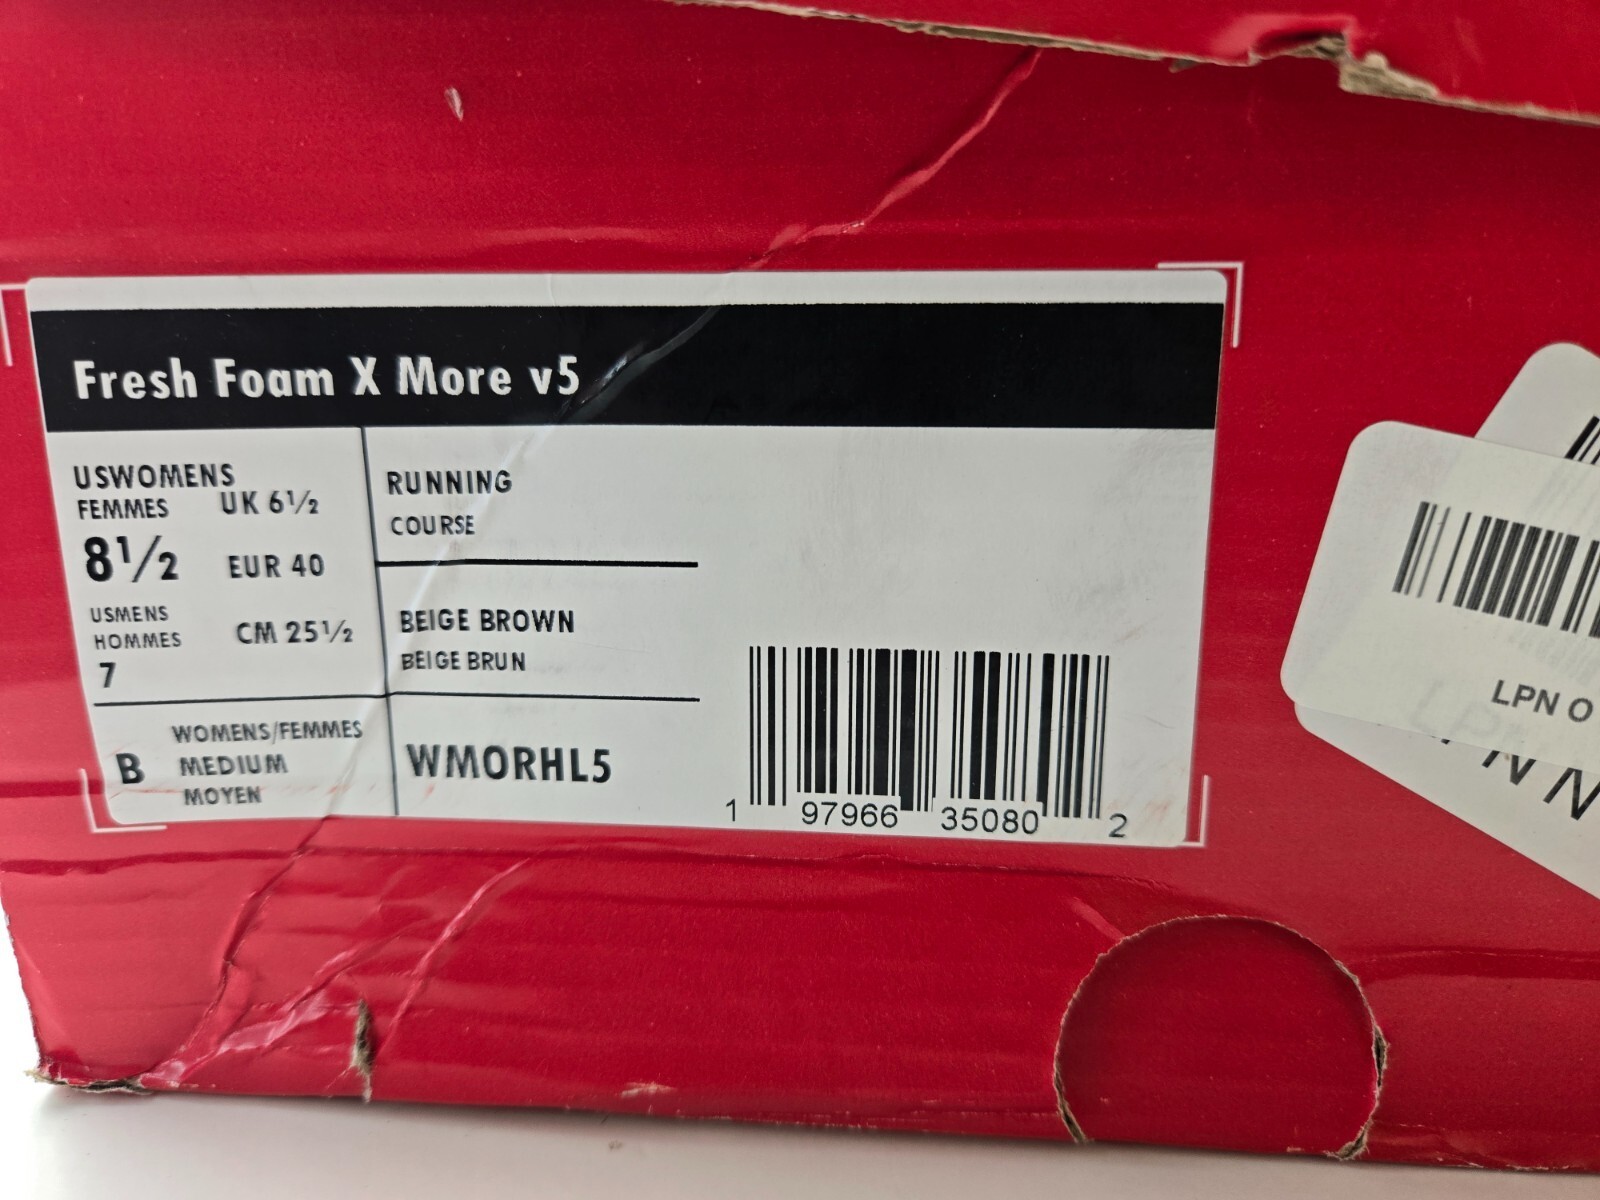 Fresh Foam X More v5
USWOMENS
FEMMES
8½
UK 6½
EUR 40
CM 25½
USMENS
HOMMES
7
B
WOMENS/FEMMES
MEDIUM
MOYEN
RUNNING
COURSE
BEIGE BROWN
BEIGE BRUN
WMORHL5
1 97966 35080 2
LPN O